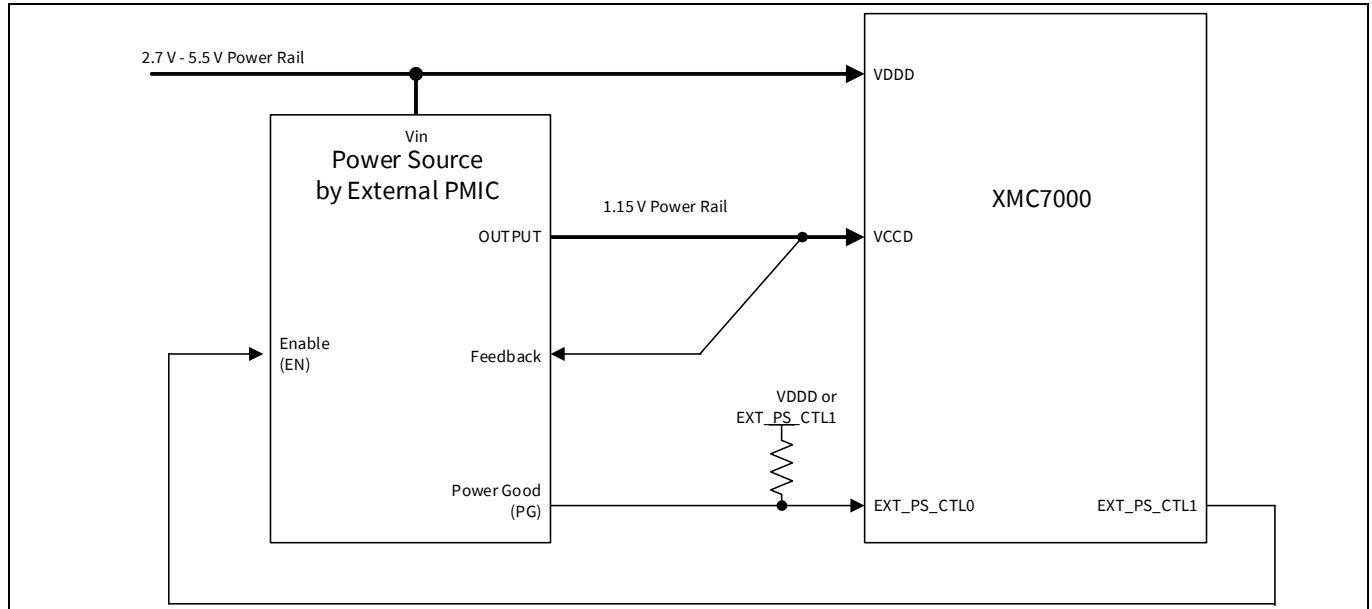 2.7 V - 5.5 V Power Rail
VDDD
Vin
Power Source
by External PMIC
1.15 V Power Rail
XMC7000
OUTPUT
VCCD
Enable
(EN)
Feedback
VDDD or
EXT_PS_CTL1
Power Good
(PG)
EXT_PS_CTL0
EXT_PS_CTL1